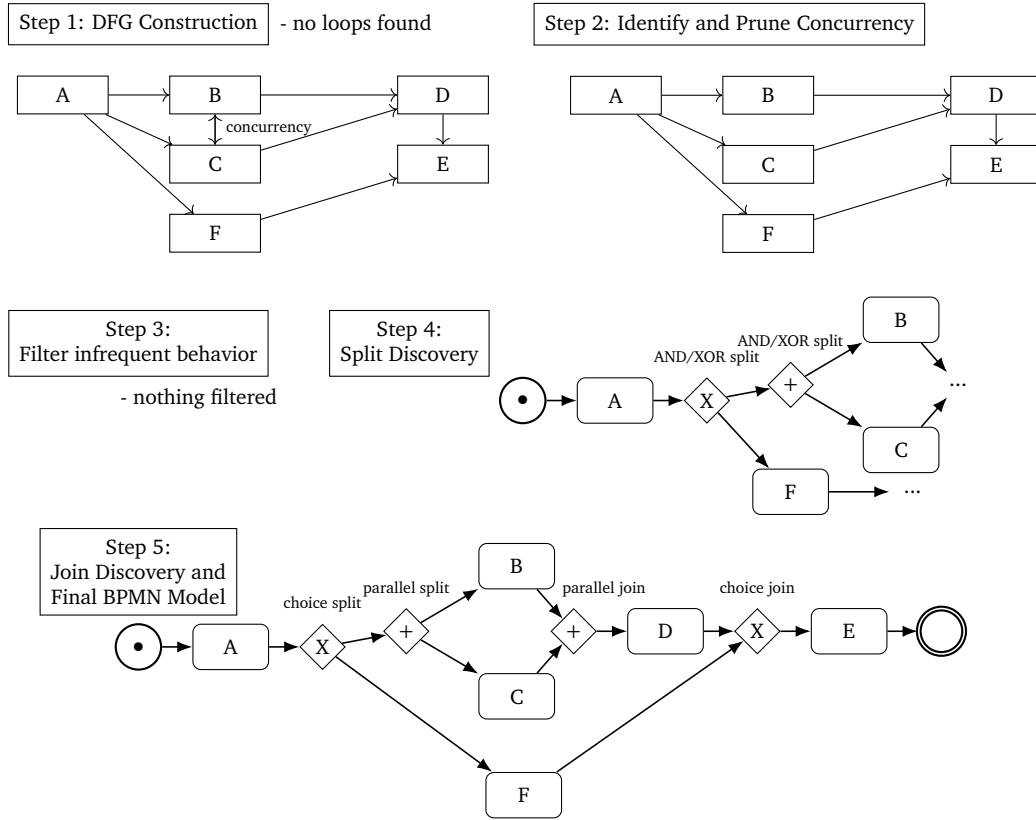 Step 1: DFG Construction
- no loops found
Step 2: Identify and Prune Concurrency
A
B
D
concurrency
C
E
F
A
B
D
C
E
F
Step 3:
Filter infrequent behavior
- nothing filtered
Step 4:
Split Discovery
B
AND/XOR split
AND/XOR split
+
...
A
X
C
F
...
Step 5:
Join Discovery and
Final BPMN Model
B
parallel split
parallel join
choice join
choice split
+
+
A
X
D
X
E
C
F